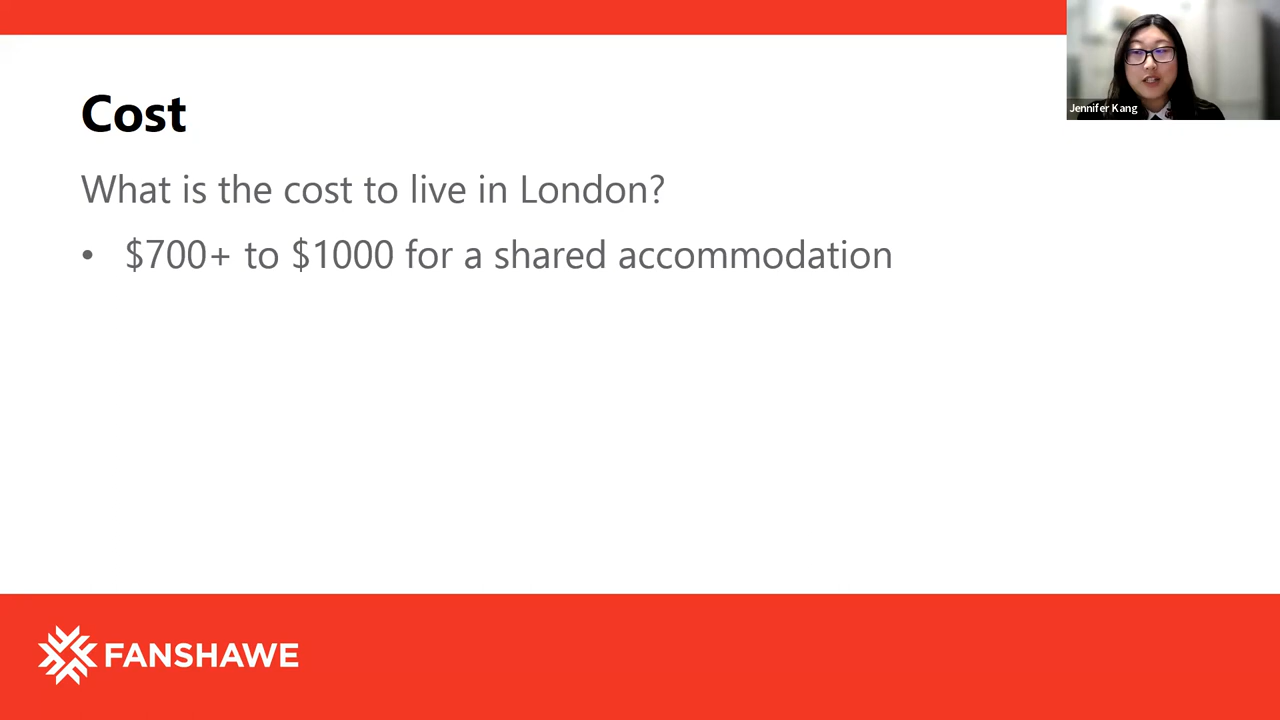 Cost
Jennifer Kang
What is the cost to live in London?
• $700+ to $1000 for a shared accommodation
FANSHAWE